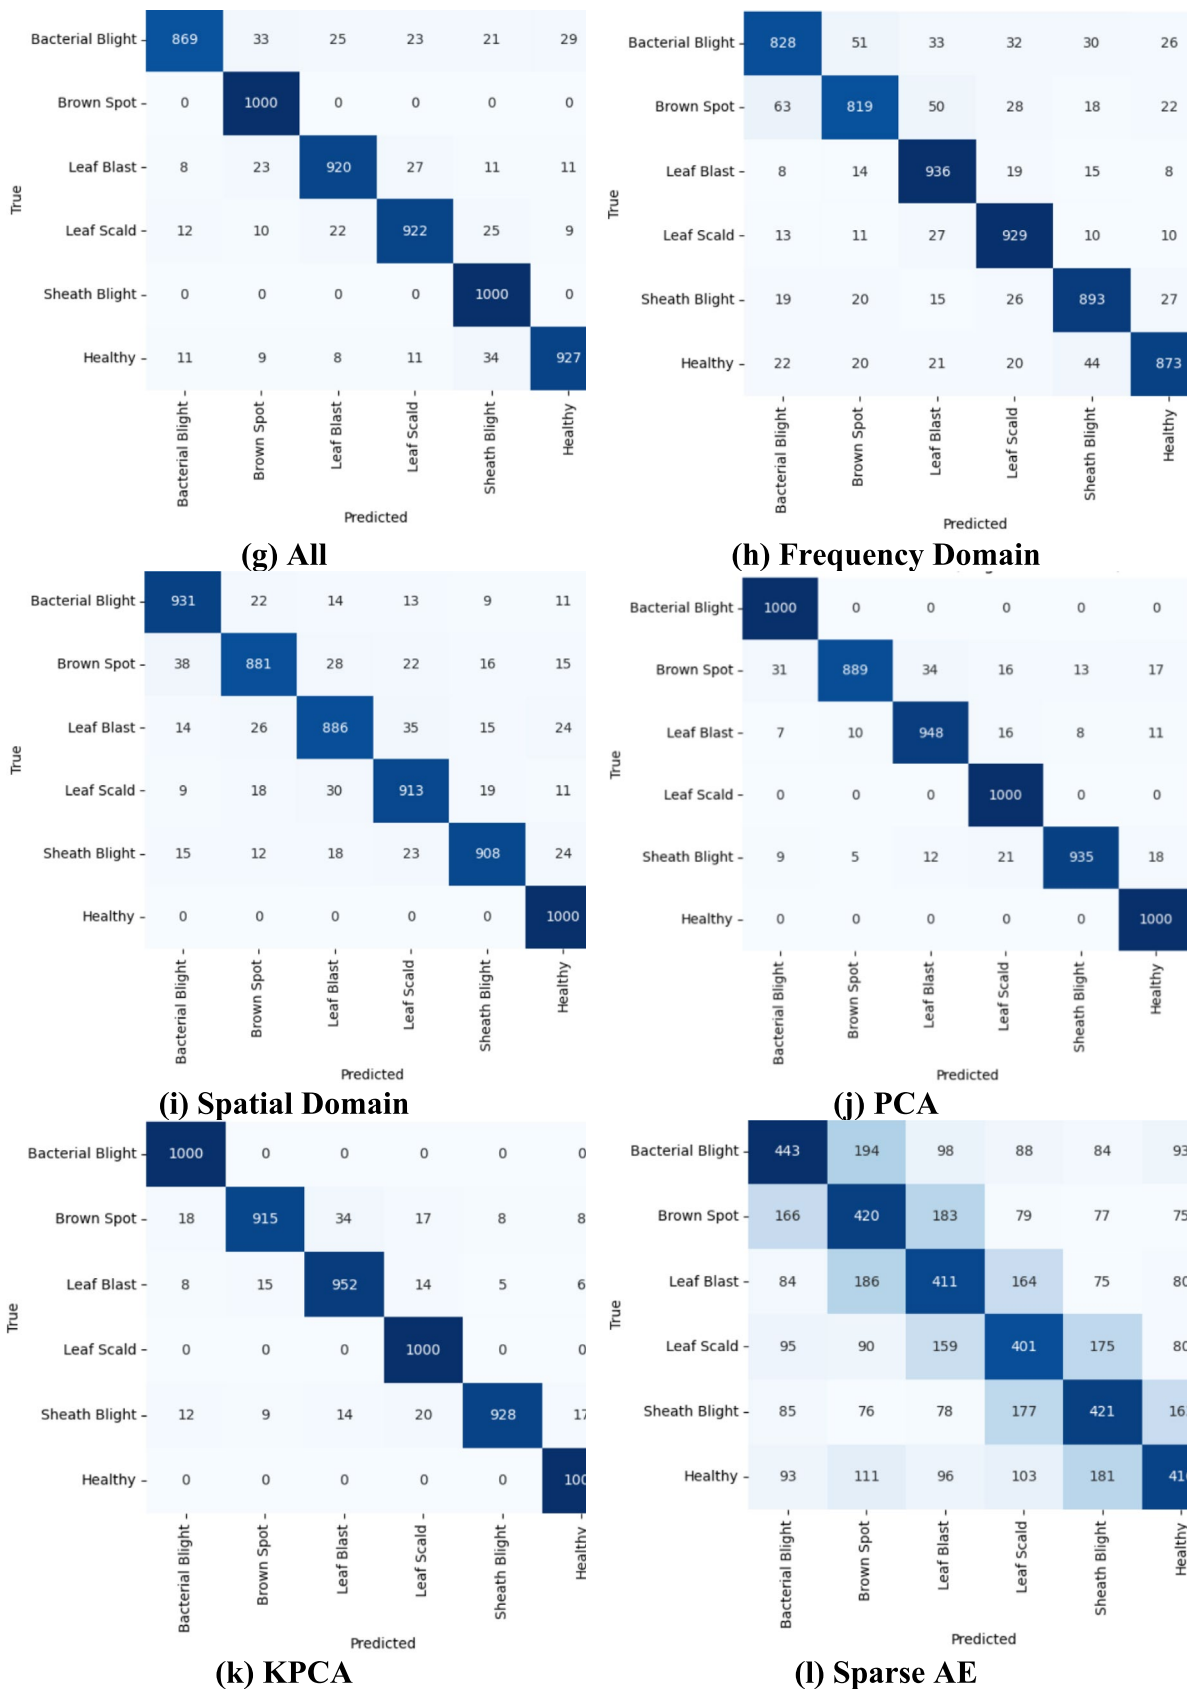 Bacterial Blight 869 33 25 23 21 29
Brown Spot 0 1000 0 0 0 0
Leaf Blast 8 23 920 27 11 11
Leaf Scald 12 10 22 922 25 9
Sheath Blight 0 0 0 0 1000 0
Healthy 11 9 8 11 34 927
True
Bacterial Blight Brown Spot Leaf Blast Leaf Scald Sheath Blight Healthy
Predicted
(g) All
Bacterial Blight 828 51 33 32 30 26
Brown Spot 63 819 50 28 18 22
Leaf Blast 8 14 936 19 15 8
Leaf Scald 13 11 27 929 10 10
Sheath Blight 19 20 15 26 893 27
Healthy 22 20 21 20 44 873
True
Bacterial Blight Brown Spot Leaf Blast Leaf Scald Sheath Blight Healthy
Predicted
(h) Frequency Domain
Bacterial Blight 931 22 14 13 9 11
Brown Spot 38 881 28 22 16 15
Leaf Blast 14 26 886 35 15 24
Leaf Scald 9 18 30 913 19 11
Sheath Blight 15 12 18 23 908 24
Healthy 0 0 0 0 0 1000
True
Bacterial Blight Brown Spot Leaf Blast Leaf Scald Sheath Blight Healthy
Predicted
(i) Spatial Domain
Bacterial Blight 1000 0 0 0 0 0
Brown Spot 31 889 34 16 13 17
Leaf Blast 7 10 948 16 8 11
Leaf Scald 0 0 0 1000 0 0
Sheath Blight 9 5 12 21 935 18
Healthy 0 0 0 0 0 1000
True
Bacterial Blight Brown Spot Leaf Blast Leaf Scald Sheath Blight Healthy
Predicted
(j) PCA
Bacterial Blight 1000 0 0 0 0 0
Brown Spot 18 915 34 17 8 8
Leaf Blast 8 15 952 14 5 6
Leaf Scald 0 0 0 1000 0 0
Sheath Blight 12 9 14 20 928 17
Healthy 0 0 0 0 0 100
True
Bacterial Blight Brown Spot Leaf Blast Leaf Scald Sheath Blight Healthy
Predicted
(k) KPCA
Bacterial Blight 443 194 98 88 84 93
Brown Spot 166 420 183 79 77 75
Leaf Blast 84 186 411 164 75 80
Leaf Scald 95 90 159 401 175 80
Sheath Blight 85 76 78 177 421
Healthy 93 111 96 103 181
True
Bacterial Blight Brown Spot Leaf Blast Leaf Scald Sheath Blight Healthy
Predicted
(l) Sparse AE